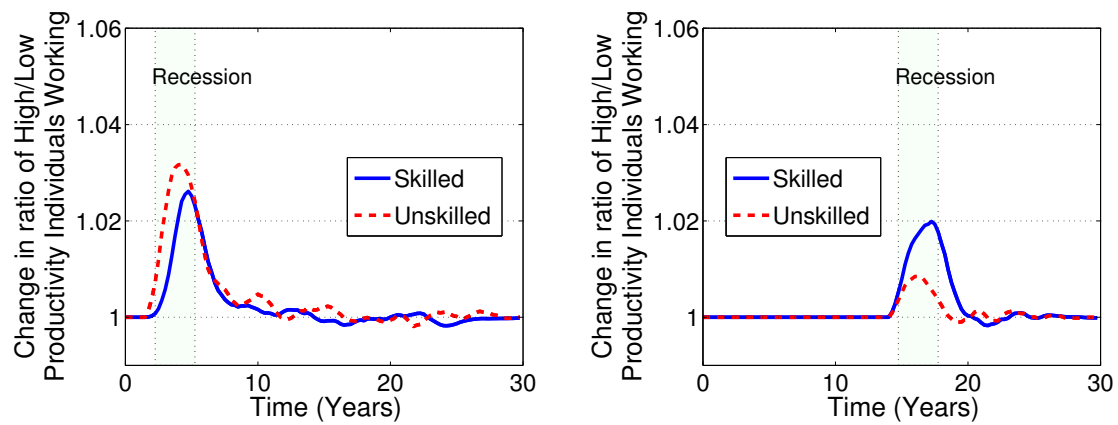 Change in ratio of High/Low
Productivity Individuals Working
1.06
1.04
1.02
1
Recession
Skilled
Unskilled
0
10
20
30
Time (Years)
Change in ratio of High/Low
Productivity Individuals Working
1.06
1.04
1.02
1
Recession
Skilled
Unskilled
0
10
20
30
Time (Years)